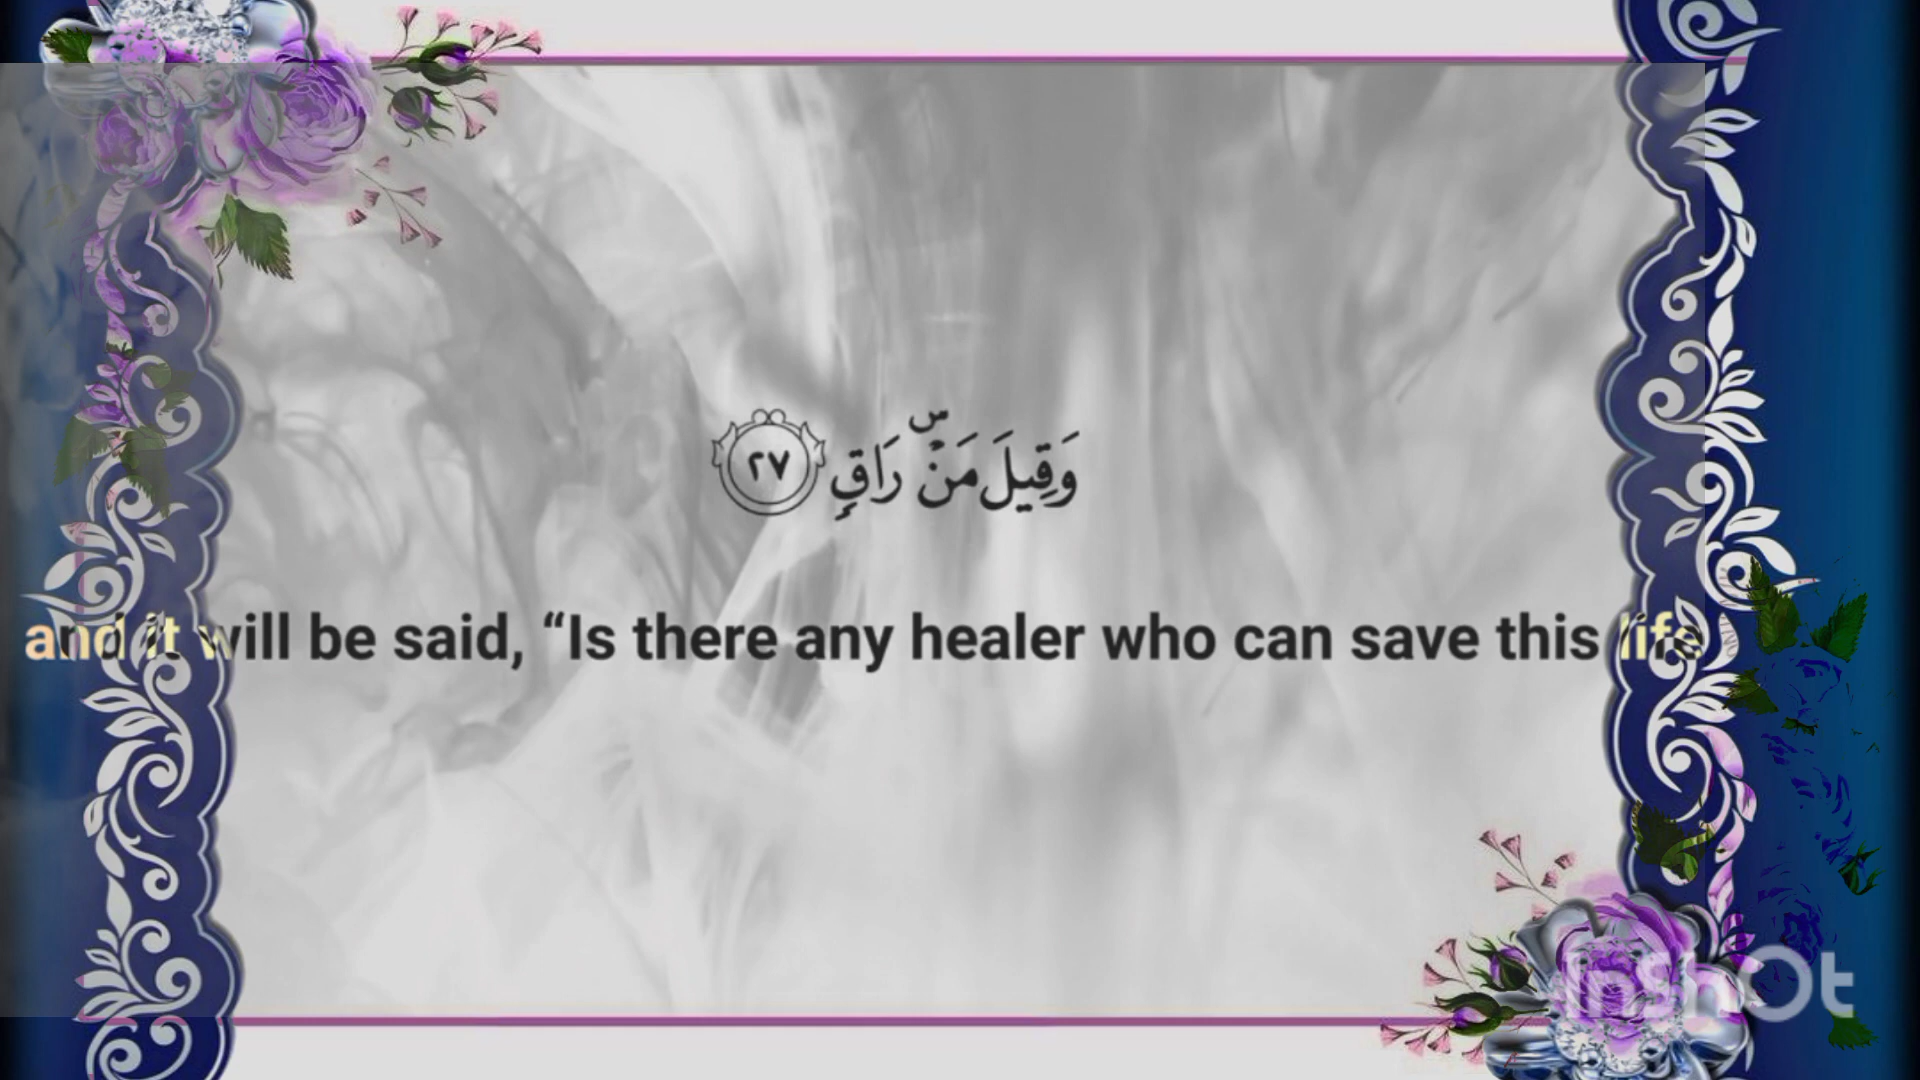 وَقِيلَ مَنْۜ رَاقٍ ٢٧
and it will be said, “Is there any healer who can save this life
InShOt